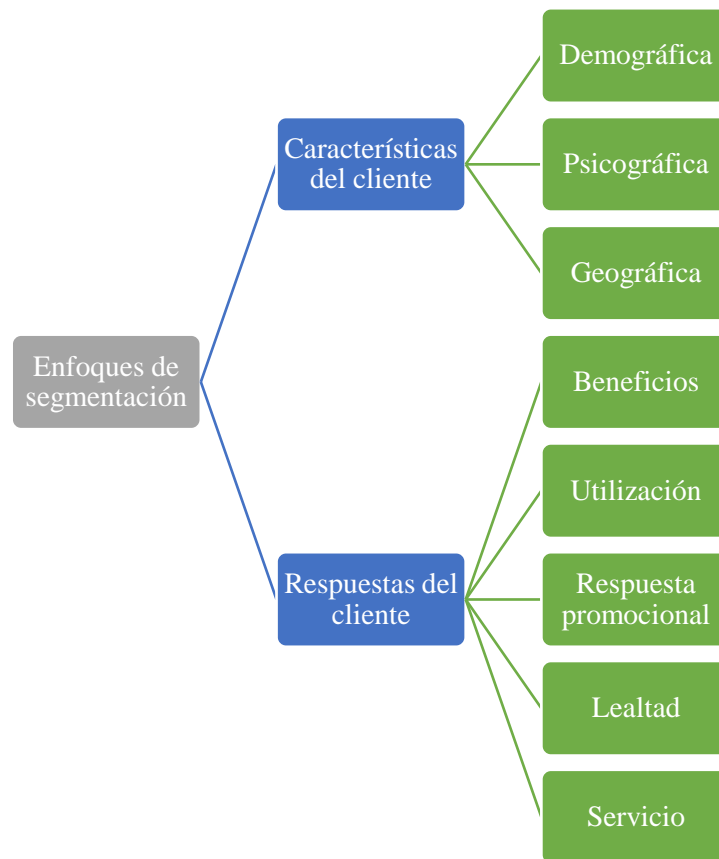 Demográfica
Características
del cliente
Psicográfica
Geográfica
Enfoques de
segmentación
Beneficios
Utilización
Respuestas del
cliente
Respuesta
promocional
Lealtad
Servicio